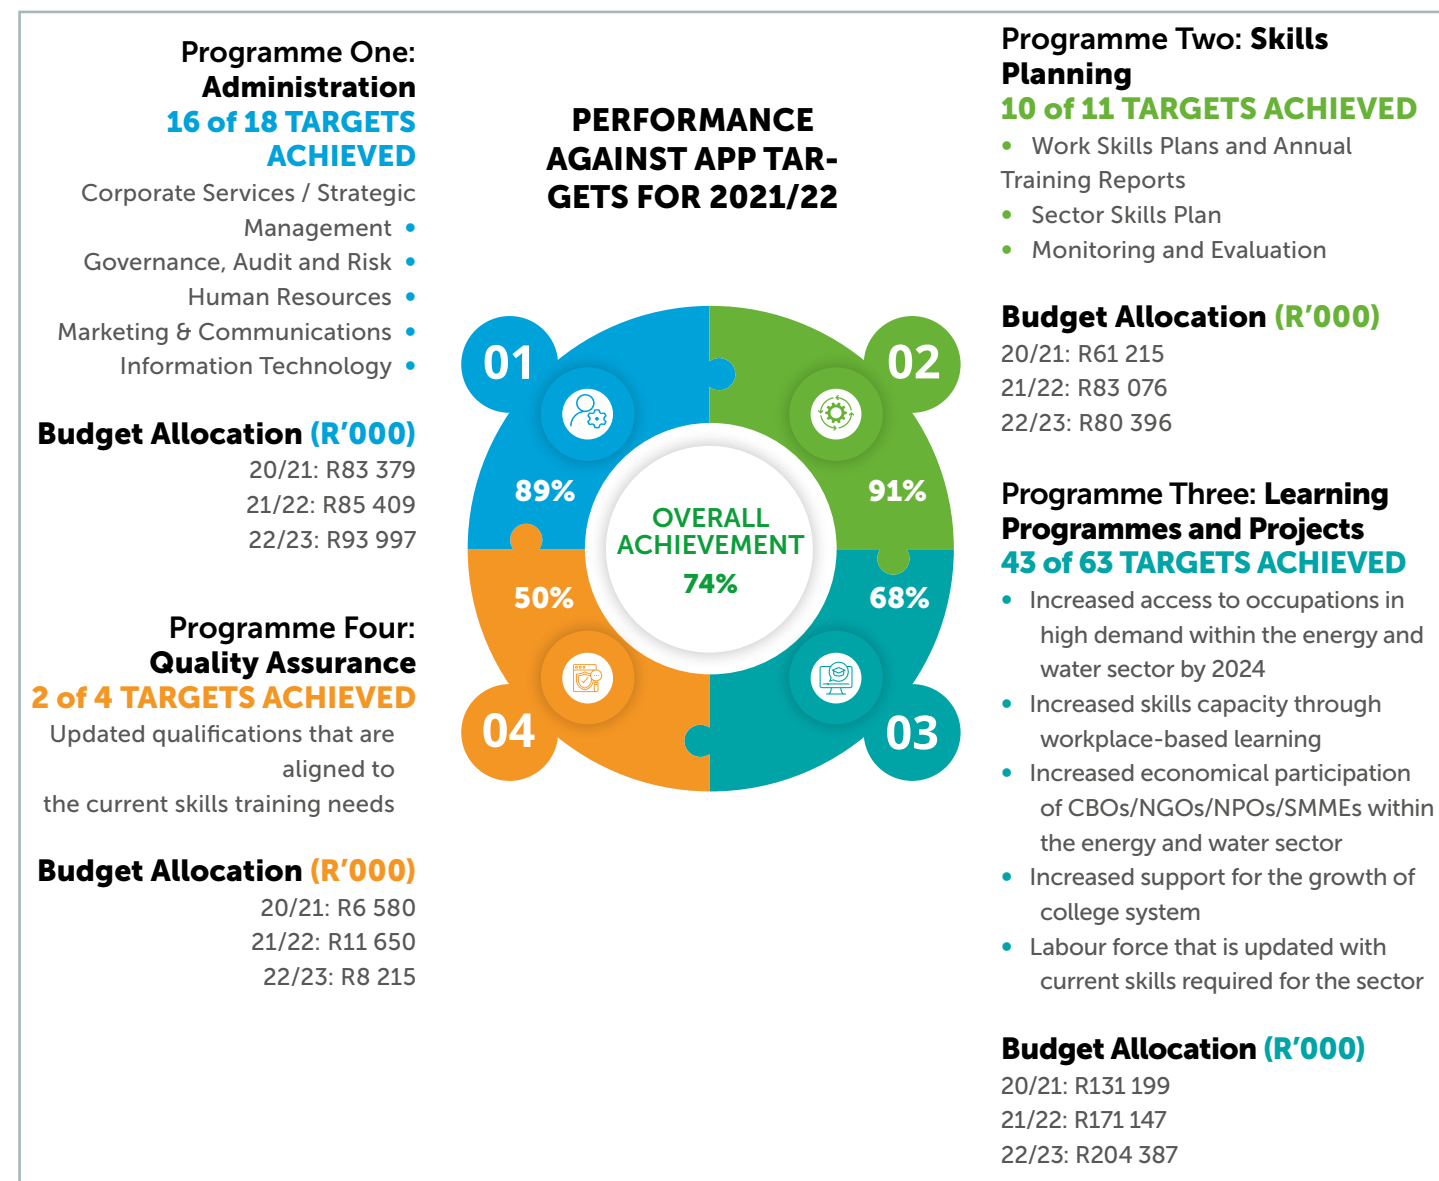 Programme One:
Administration
16 of 18 TARGETS
ACHIEVED
Corporate Services / Strategic
Management •
Governance, Audit and Risk •
Human Resources •
Marketing & Communications •
Information Technology •
Budget Allocation (R’000)
20/21: R83 379
21/22: R85 409
22/23: R93 997
Programme Four:
Quality Assurance
2 of 4 TARGETS ACHIEVED
Updated qualifications that are
aligned to
the current skills training needs
Budget Allocation (R’000)
20/21: R6 580
21/22: R11 650
22/23: R8 215
PERFORMANCE
AGAINST APP TAR-
GETS FOR 2021/22
01
02
89%
91%
OVERALL
ACHIEVEMENT
74%
50%
68%
04
03
Programme Two: Skills
Planning
10 of 11 TARGETS ACHIEVED
• Work Skills Plans and Annual
Training Reports
• Sector Skills Plan
• Monitoring and Evaluation
Budget Allocation (R’000)
20/21: R61 215
21/22: R83 076
22/23: R80 396
Programme Three: Learning
Programmes and Projects
43 of 63 TARGETS ACHIEVED
• Increased access to occupations in
high demand within the energy and
water sector by 2024
• Increased skills capacity through
workplace-based learning
• Increased economical participation
of CBOs/NGOs/NPOs/SMMEs within
the energy and water sector
• Increased support for the growth of
college system
• Labour force that is updated with
current skills required for the sector
Budget Allocation (R’000)
20/21: R131 199
21/22: R171 147
22/23: R204 387